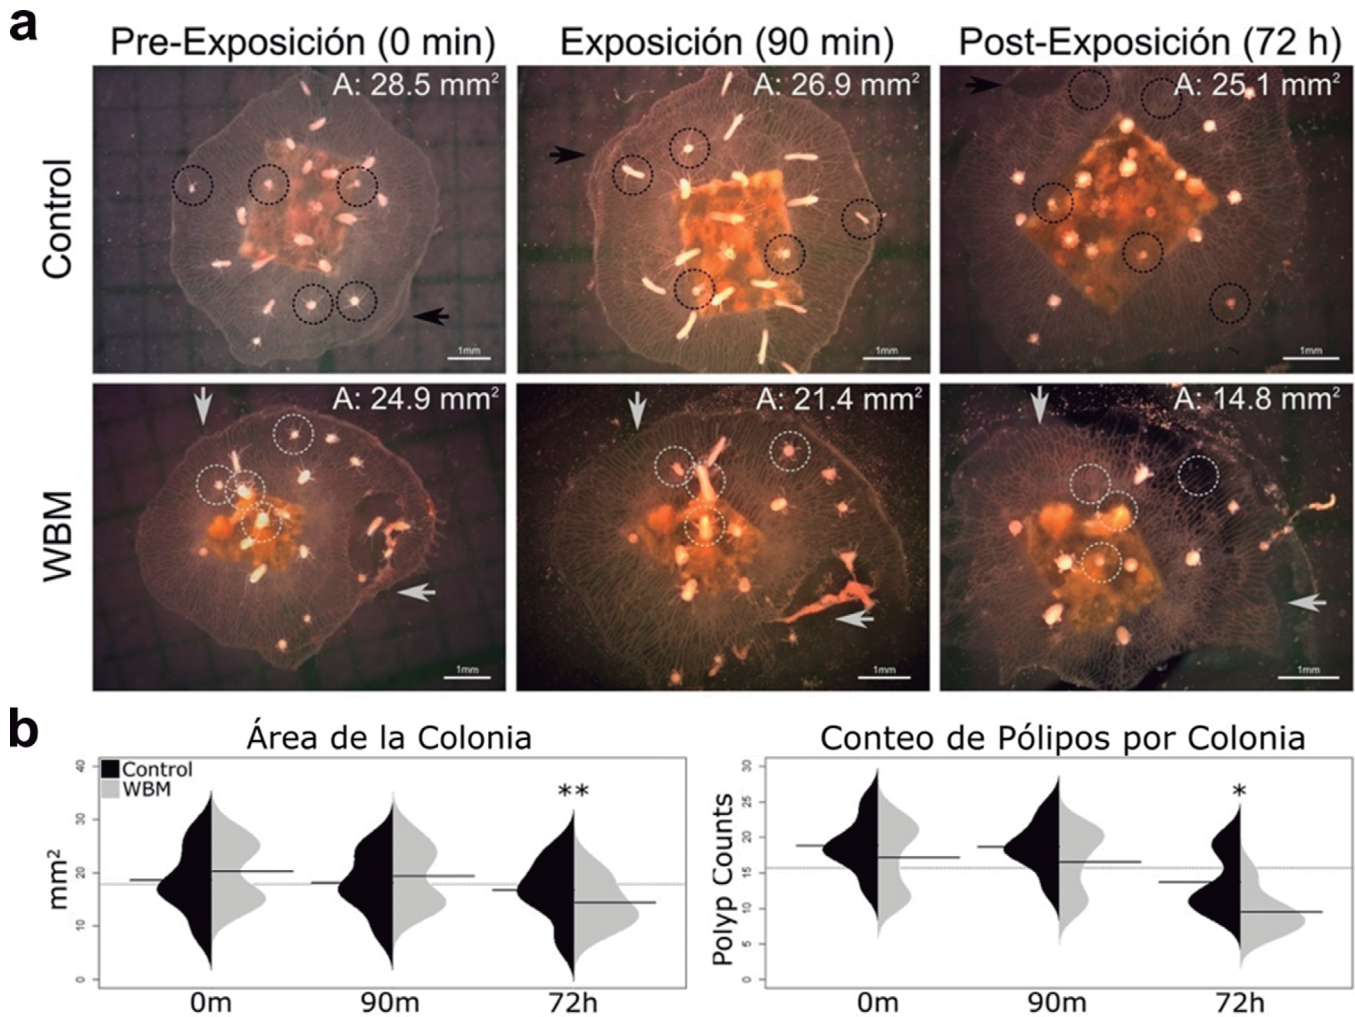 a
Pre-Exposición (0 min)
Exposición (90 min)
Post-Exposición (72 h)
Control
A: 28.5 mm²
1mm
A: 26.9 mm²
1mm
A: 25.1 mm²
1mm
WBM
A: 24.9 mm²
1mm
A: 21.4 mm²
1mm
A: 14.8 mm²
1mm
b
Área de la Colonia
Control
WBM
mm²
40
30
20
10
0
**
0m
90m
72h
Conteo de Pólipos por Colonia
Polyp Counts
30
25
20
15
10
5
0
*
0m
90m
72h